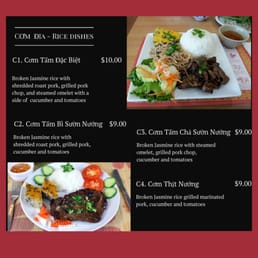 Cơm dĩa - Rice dishes
C1. Cơm Tấm Đặc Biệt $10.00
Broken Jasmine rice with
shredded roast pork, grilled pork
chop, and steamed omelet with a
side of cucumber and tomatoes
C2. Cơm Tấm Bì Sườn Nướng $9.00
Broken Jasmine rice with
shredded roast pork, grilled pork,
cucumber and tomatoes
C3. Cơm Tấm Chả Sườn Nướng $9.00
Broken Jasmine rice with steamed
omelet, grilled pork chop,
cucumber and tomatoes
C4. Cơm Thịt Nướng $9.00
Broken Jasmine rice grilled marinated
pork, cucumber and tomatoes